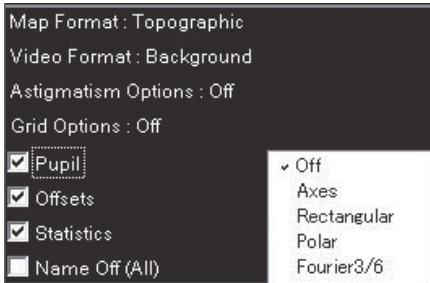 Map Format : Topographic
Video Format : Background
Astigmatism Options : Off
Grid Options : Off
Pupil
Offsets
Statistics
Name Off (All)
Off
Axes
Rectangular
Polar
Fourier3/6